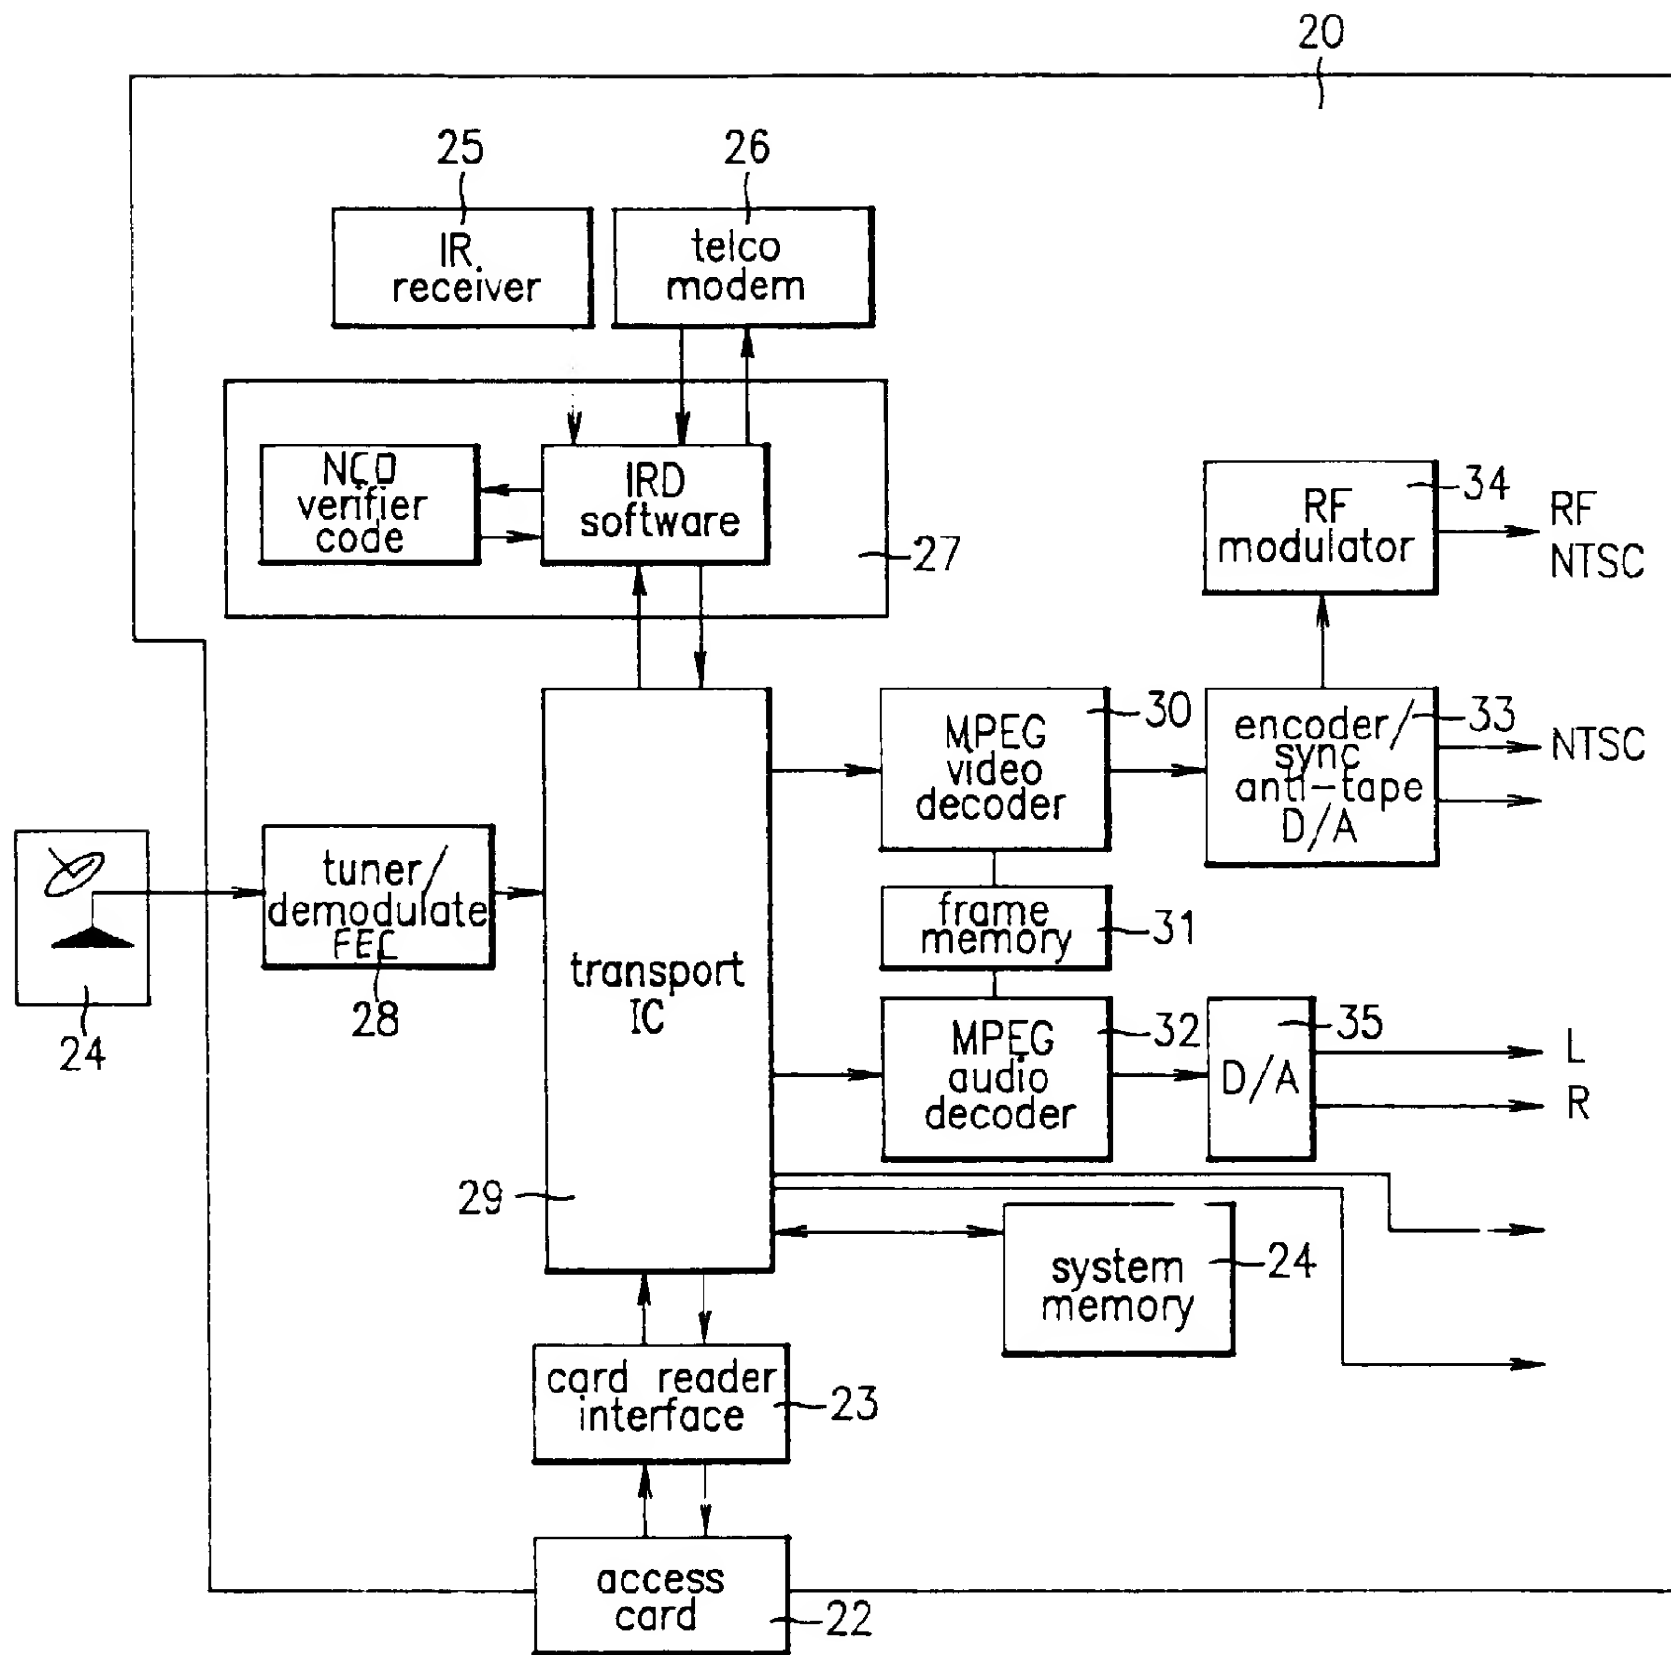 20
25
26
IR
receiver
telco
modem
NCO
verifier
code
IRD
software
27
RF
modulator
34
RF
NTSC
MPEG
video
decoder
30
encoder/
sync
anti-tape
D/A
33
NTSC
24
tuner/
demodulate
FEC
28
transport
IC
29
frame
memory
31
MPEG
audio
decoder
32
D/A
35
L
R
system
memory
24
card reader
interface
23
access
card
22